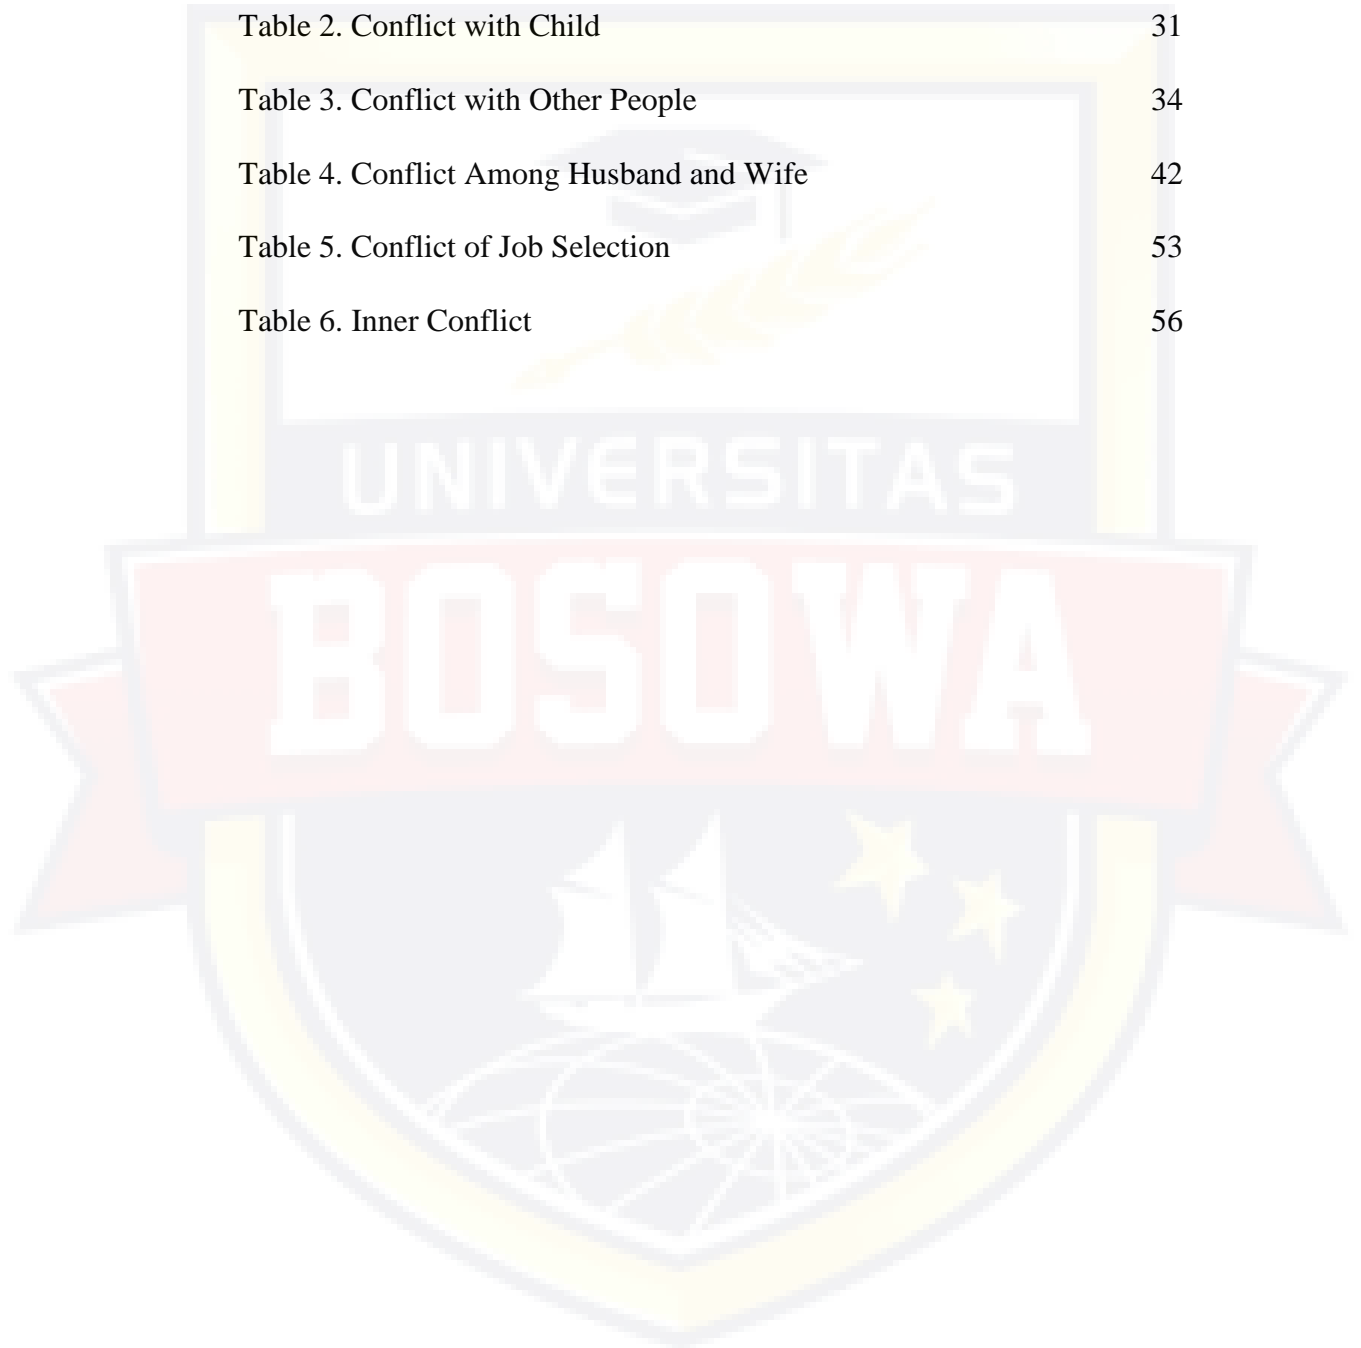 Table 2. Conflict with Child 31
Table 3. Conflict with Other People 34
Table 4. Conflict Among Husband and Wife 42
Table 5. Conflict of Job Selection 53
Table 6. Inner Conflict 56
UNIVERSITAS
BOSOWA